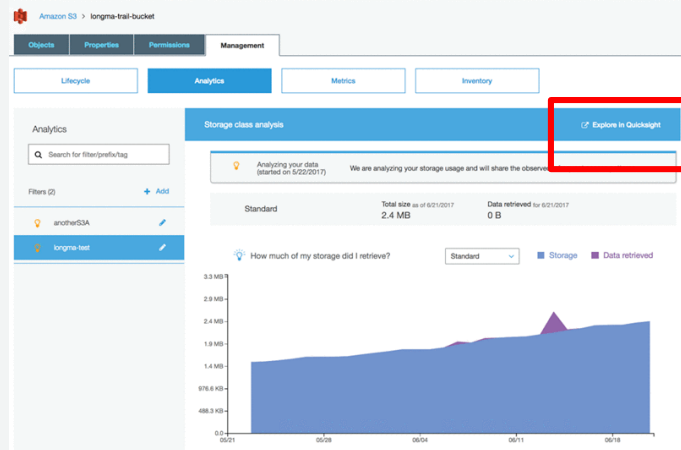 Amazon S3 > longma-trail-bucket
Objects Properties Permissions Management
Lifecycle Analytics Metrics Inventory
Analytics
Storage class analysis
Explore in Quicksight
Search for filter/prefix/tag
Analyzing your data
(started on 5/22/2017)
We are analyzing your storage usage and will share the observed
Filters (2)
+ Add
Standard
Total size as of 6/21/2017
2.4 MB
Data retrieved for 6/21/2017
0 B
anotherS3A
longma-test
How much of my storage did I retrieve?
Standard
Storage
Data retrieved
3.3 MB
2.9 MB
2.4 MB
1.9 MB
1.4 MB
976.6 KB
488.3 KB
0.0
05/21 05/28 06/04 06/11 06/18